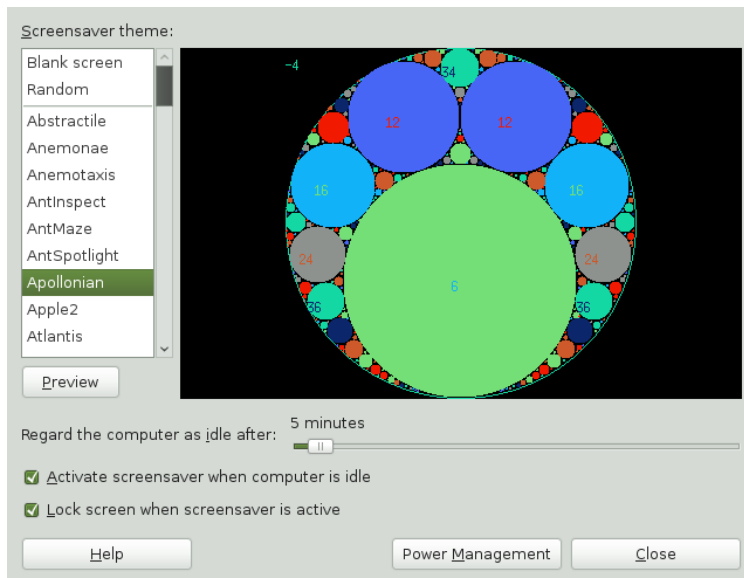 Screensaver theme:
Blank screen
Random
Abstractile
Anemonae
Anemotaxis
AntInspect
AntMaze
AntSpotlight
Apollonian
Apple2
Atlantis
Preview
-4
34
12 12
16 16
24 24
6
36 36
Regard the computer as idle after:
5 minutes
Activate screensaver when computer is idle
Lock screen when screensaver is active
Help
Power Management
Close